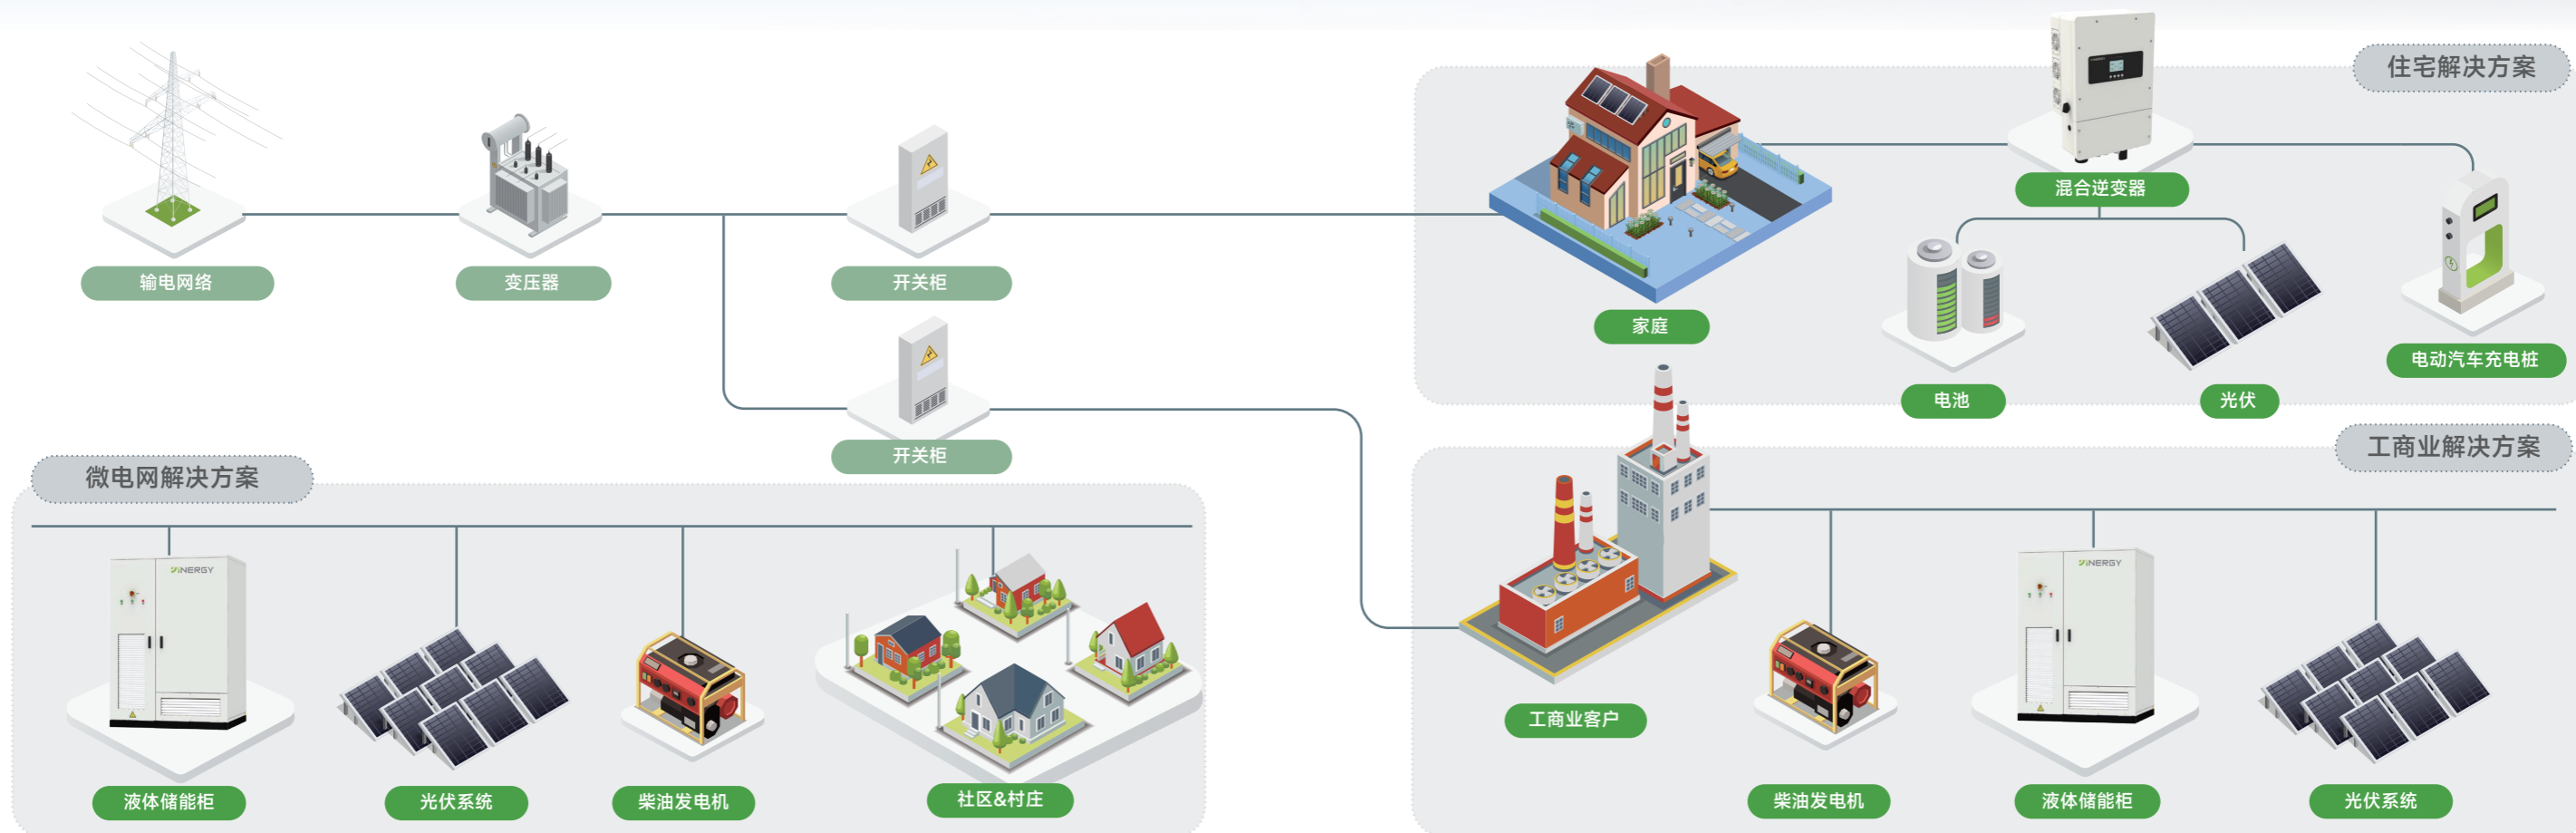 住宅解决方案
混合逆变器
输电网络
变压器
开关柜
家庭
电池
光伏
电动汽车充电桩
开关柜
微电网解决方案
工商业解决方案
VINERGY
液体储能柜
光伏系统
柴油发电机
社区&村庄
工商业客户
VINERGY
柴油发电机
液体储能柜
光伏系统